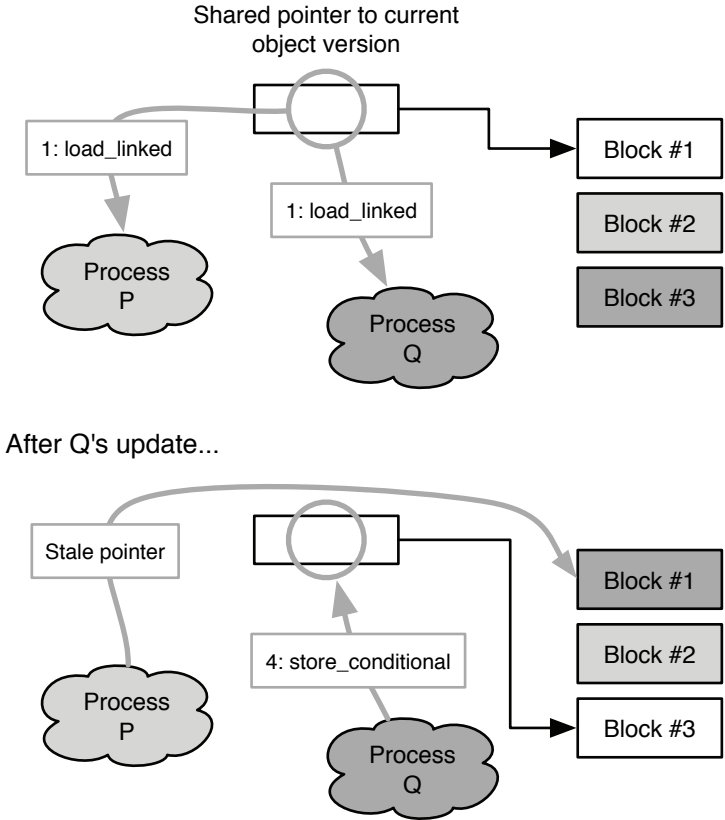 Shared pointer to current
object version
1: load_linked
1: load_linked
Block #1
Block #2
Block #3
Process
P
Process
Q
After Q's update...
Stale pointer
4: store_conditional
Block #1
Block #2
Block #3
Process
P
Process
Q